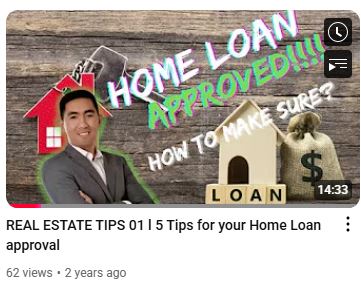 HOME LOAN
APPROVED!!!!
HOW TO MAKE SURE?
$
LOAN
14:33
REAL ESTATE TIPS 01 l 5 Tips for your Home Loan
approval
62 views • 2 years ago